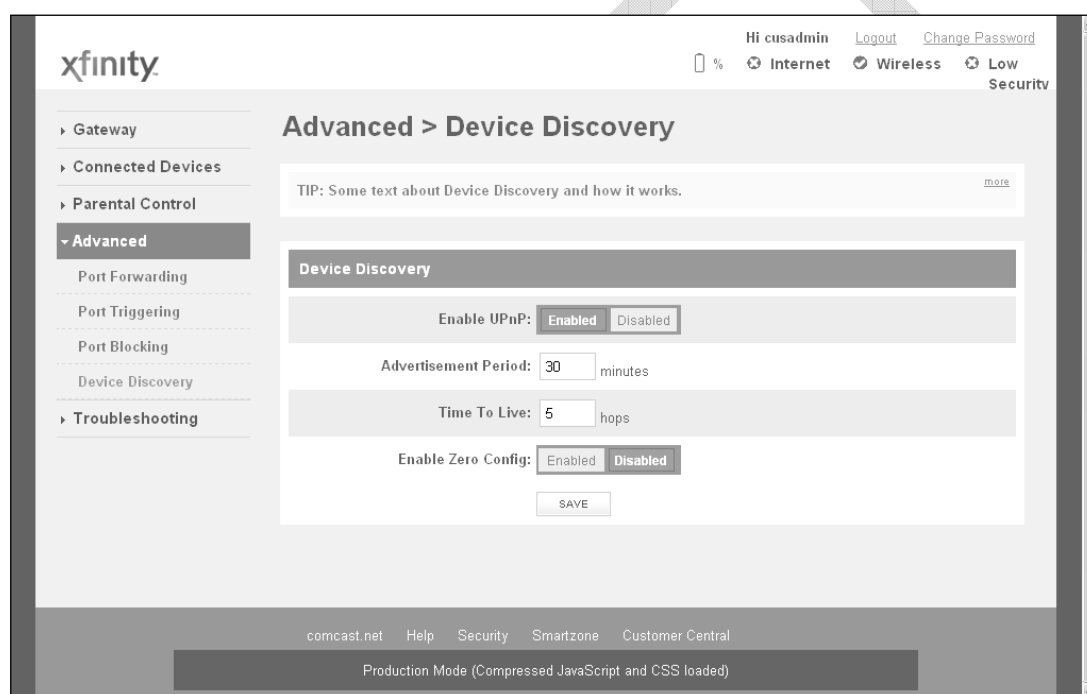 xfinity.
Hi cusadmin Logout Change Password
% Internet Wireless Low Security
Gateway
Connected Devices
Parental Control
Advanced
Port Forwarding
Port Triggering
Port Blocking
Device Discovery
Troubleshooting
Advanced > Device Discovery
TIP: Some text about Device Discovery and how it works. more
Device Discovery
Enable UPnP: Enabled Disabled
Advertisement Period: 30 minutes
Time To Live: 5 hops
Enable Zero Config: Enabled Disabled
SAVE
comcast.net Help Security Smartzone Customer Central
Production Mode (Compressed JavaScript and CSS loaded)